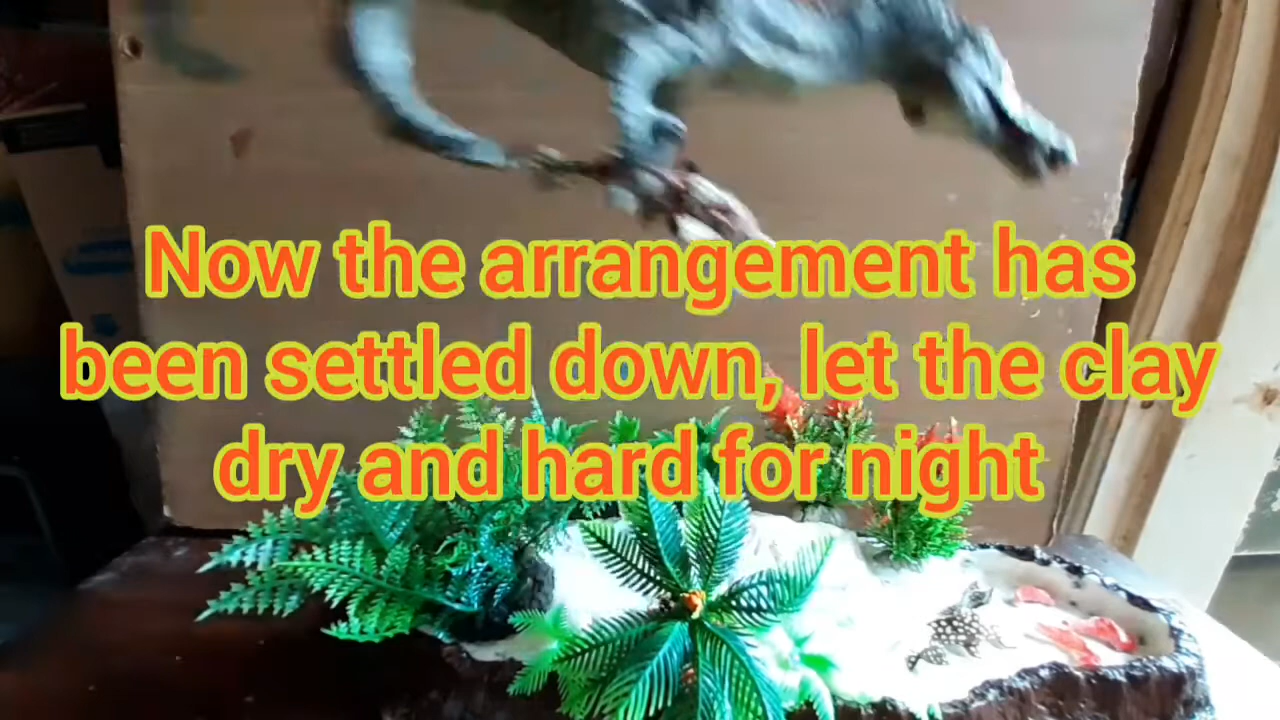 Now the arrangement has
been settled down, let the clay
dry and hard for night